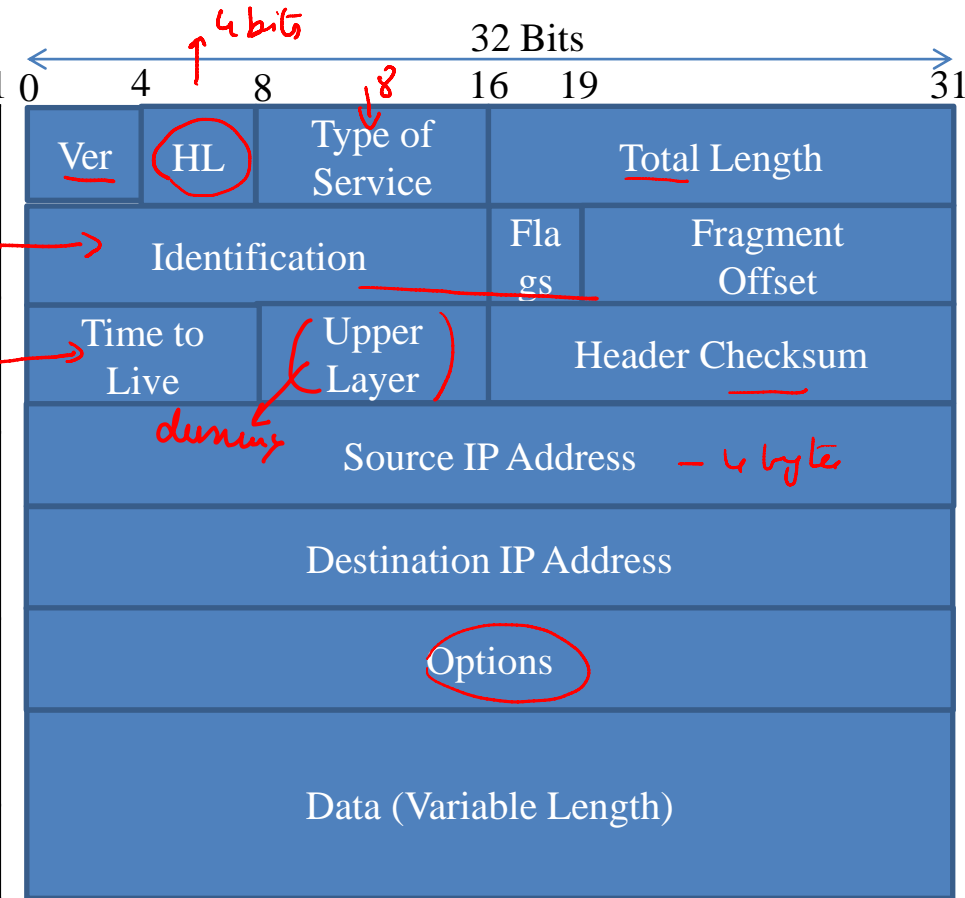 4 bits
32 Bits
0 4 8 16 19 31
8
Ver HL Type of Service Total Length
Identification Fla gs Fragment Offset
Time to Live Upper Layer Header Checksum
Source IP Address – 4 bytes
Destination IP Address
Options
Data (Variable Length)